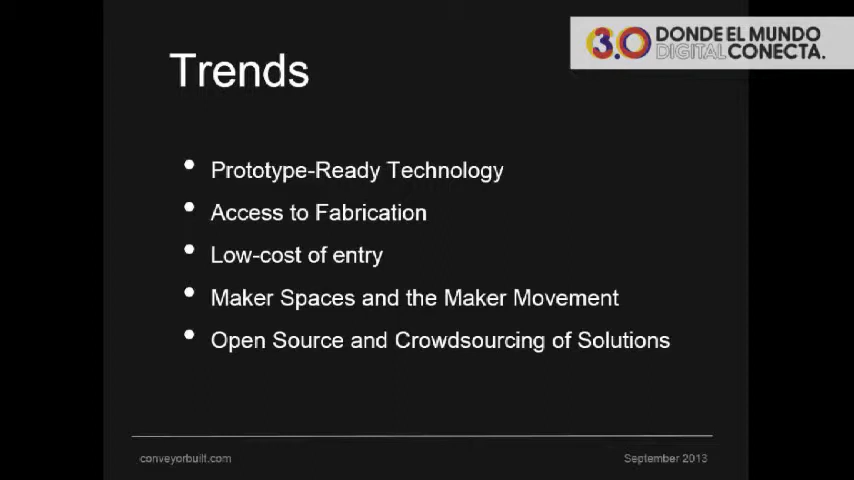 3.0 DONDE EL MUNDO
DIGITAL CONECTA.
Trends
• Prototype-Ready Technology
• Access to Fabrication
• Low-cost of entry
• Maker Spaces and the Maker Movement
• Open Source and Crowdsourcing of Solutions
conveyorbuilt.com
September 2013